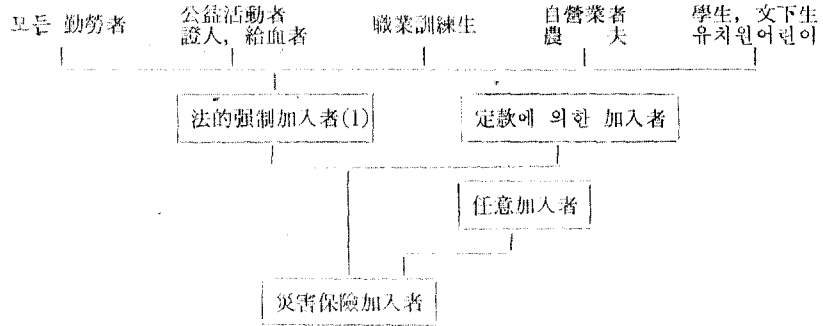 모든 勤勞者
公益活動者
證人, 給血者
職業訓練生
自營業者
農 夫
學生, 文下生
유치원어린이
法的强制加入者(1)
定款에 의한 加入者
任意加入者
災害保險加入者